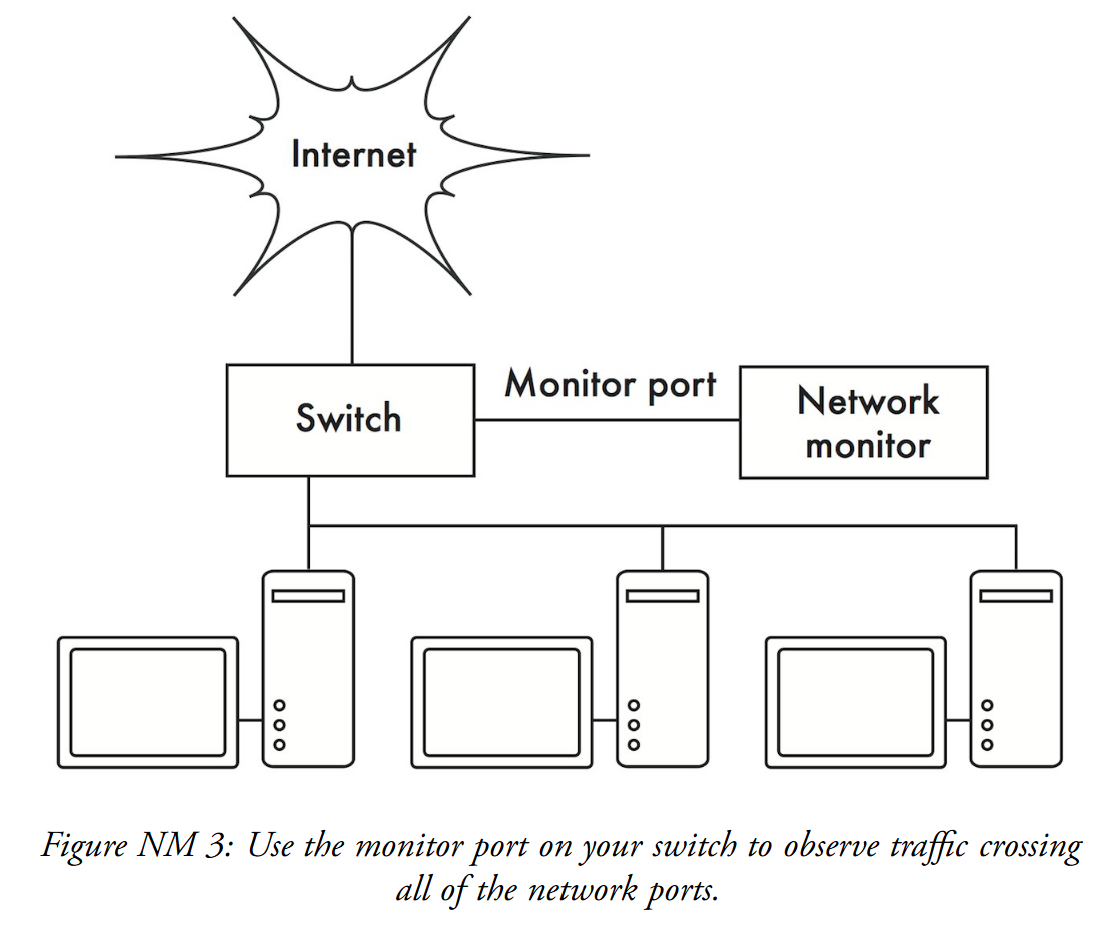 Internet
Switch
Monitor port
Network
monitor
Figure NM 3: Use the monitor port on your switch to observe traffic crossing
all of the network ports.